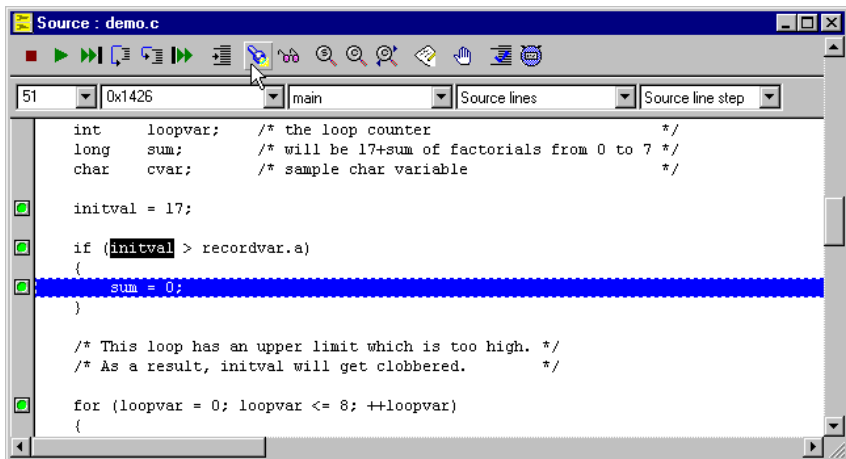 Source : demo.c
51 0x1426 main Source lines Source line step
int loopvar; /* the loop counter */
long sum; /* will be 17+sum of factorials from 0 to 7 */
char cvar; /* sample char variable */
initval = 17;
if (initval > recordvar.a)
{
sum = 0;
}
/* This loop has an upper limit which is too high. */
/* As a result, initval will get clobbered. */
for (loopvar = 0; loopvar <= 8; ++loopvar)
{